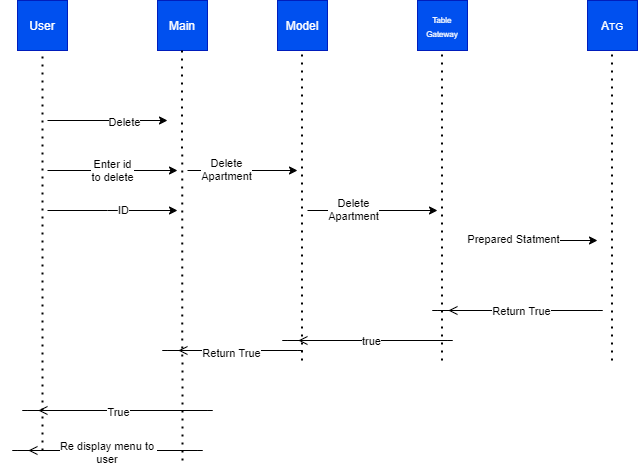 User
Main
Model
Table
Gateway
ATG
Delete
Enter id
to delete
Delete
Apartment
ID
Delete
Apartment
Prepared Statment
Return True
true
Return True
True
Re display menu to
user